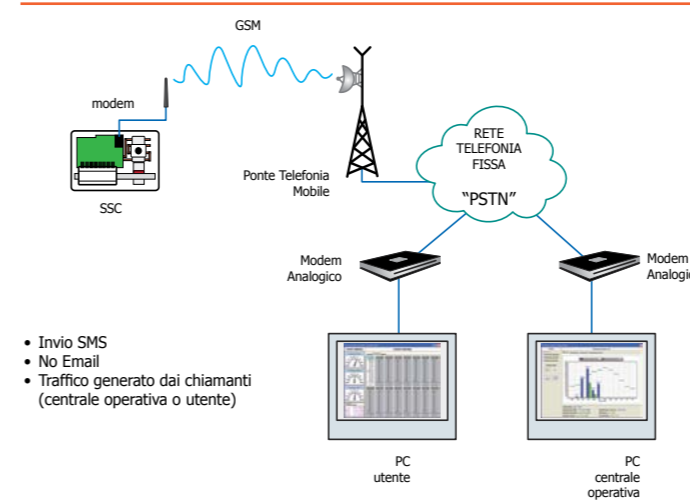 GSM
modem
SSC
Ponte Telefonia
Mobile
RETE
TELEFONIA
FISSA
“PSTN”
Modem
Analogico
Modem
• Invio SMS
• No Email
• Traffico generato dai chiamanti
(centrale operativa o utente)
PC
utente
PC
centrale
operativa